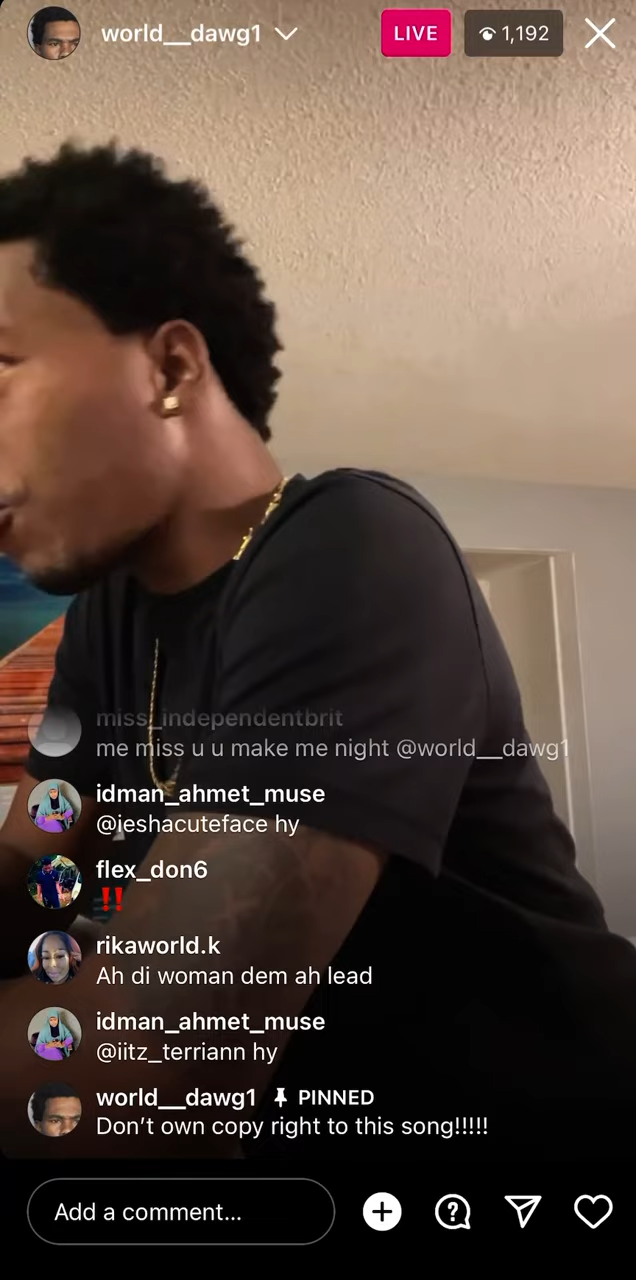 world__dawg1
LIVE
1,192
miss_independentbrit
me miss u u make me night @world__dawg1
idman_ahmet_muse
@ieshacuteface hy
flex_don6
‼️
rikaworld.k
Ah di woman dem ah lead
idman_ahmet_muse
@iitz_terriann hy
world__dawg1 PINNED
Don’t own copy right to this song!!!!!
Add a comment...